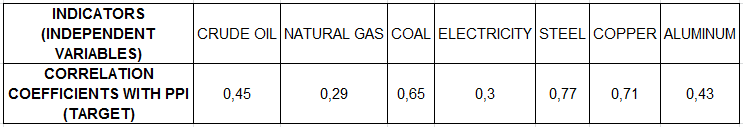 INDICATORS
(INDEPENDENT
VARIABLES)
CRUDE OIL NATURAL GAS COAL ELECTRICITY STEEL COPPER ALUMINUM
CORRELATION
COEFFICIENTS WITH PPI
(TARGET)
0,45 0,29 0,65 0,3 0,77 0,71 0,43